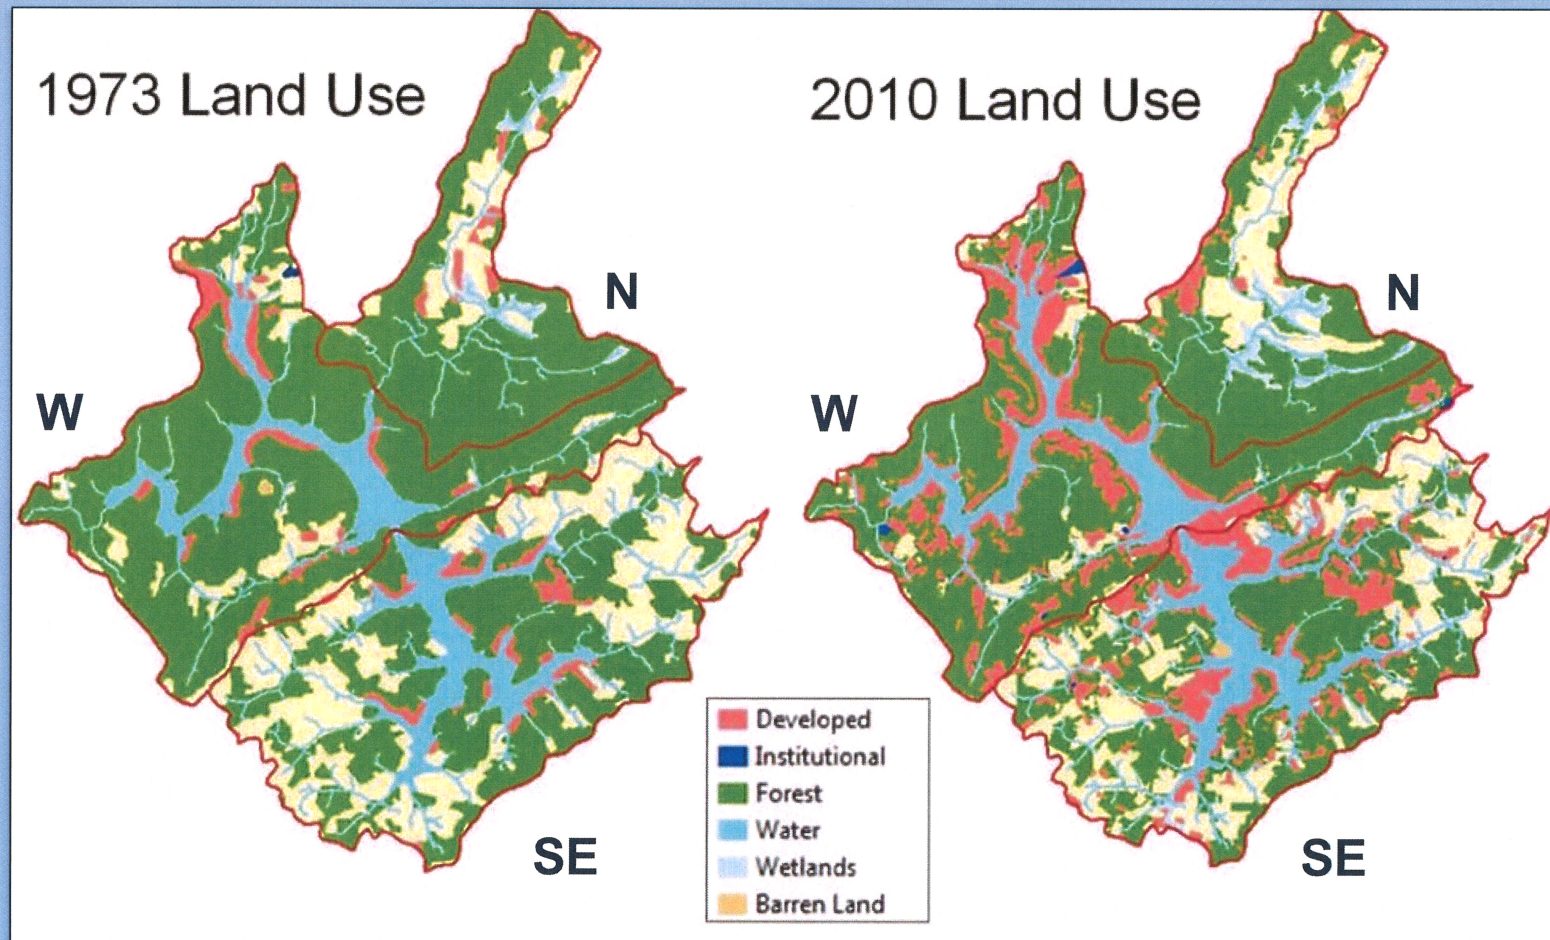 1973 Land Use
2010 Land Use
N
N
W
W
SE
SE
Developed
Institutional
Forest
Water
Wetlands
Barren Land